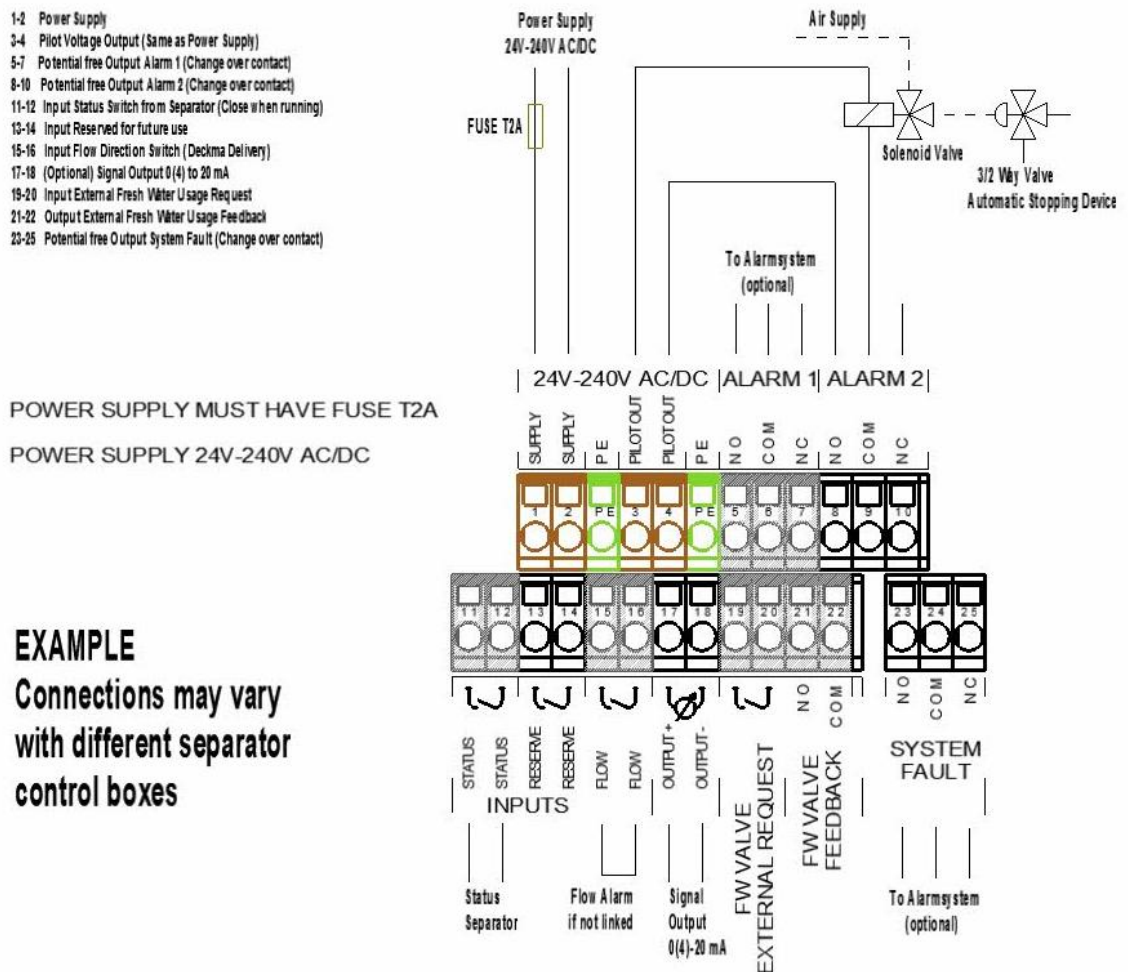 1-2 Power Supply
3-4 Pilot Voltage Output (Same as Power Supply)
5-7 Potential free Output Alarm 1 (Change over contact)
8-10 Potential free Output Alarm 2 (Change over contact)
11-12 Input Status Switch from Separator (Close when running)
13-14 Input Reserved for future use
15-16 Input Flow Direction Switch (Deckma Delivery)
17-18 (Optional) Signal Output 0(4) to 20 mA
19-20 Input External Fresh Water Usage Request
21-22 Output External Fresh Water Usage Feedback
23-25 Potential free Output System Fault (Change over contact)
Power Supply
24V-240V AC/DC
FUSE T2A
Air Supply
Solenoid Valve
3/2 Way Valve
Automatic Stopping Device
To Alarmsystem
(optional)
24V-240V AC/DC ALARM 1 ALARM 2
POWER SUPPLY MUST HAVE FUSE T2A
POWER SUPPLY 24V-240V AC/DC
SUPPLY SUPPLY PE PILOT OUT PILOT OUT PE NO COM NC NO COM NC
1 2 PE 3 4 PE 5 6 7 8 9 10
11 12 13 14 15 16 17 18 19 20 21 22 23 24 25
EXAMPLE
Connections may vary
with different separator
control boxes
STATUS STATUS RESERVE RESERVE FLOW FLOW OUTPUT + OUTPUT - NO COM NO COM NC
INPUTS
FW VALVE
EXTERNAL REQUEST
FW VALVE
FEEDBACK
SYSTEM
FAULT
Status
Separator
Flow Alarm
if not linked
Signal
Output
0(4)-20 mA
To Alarmsystem
(optional)